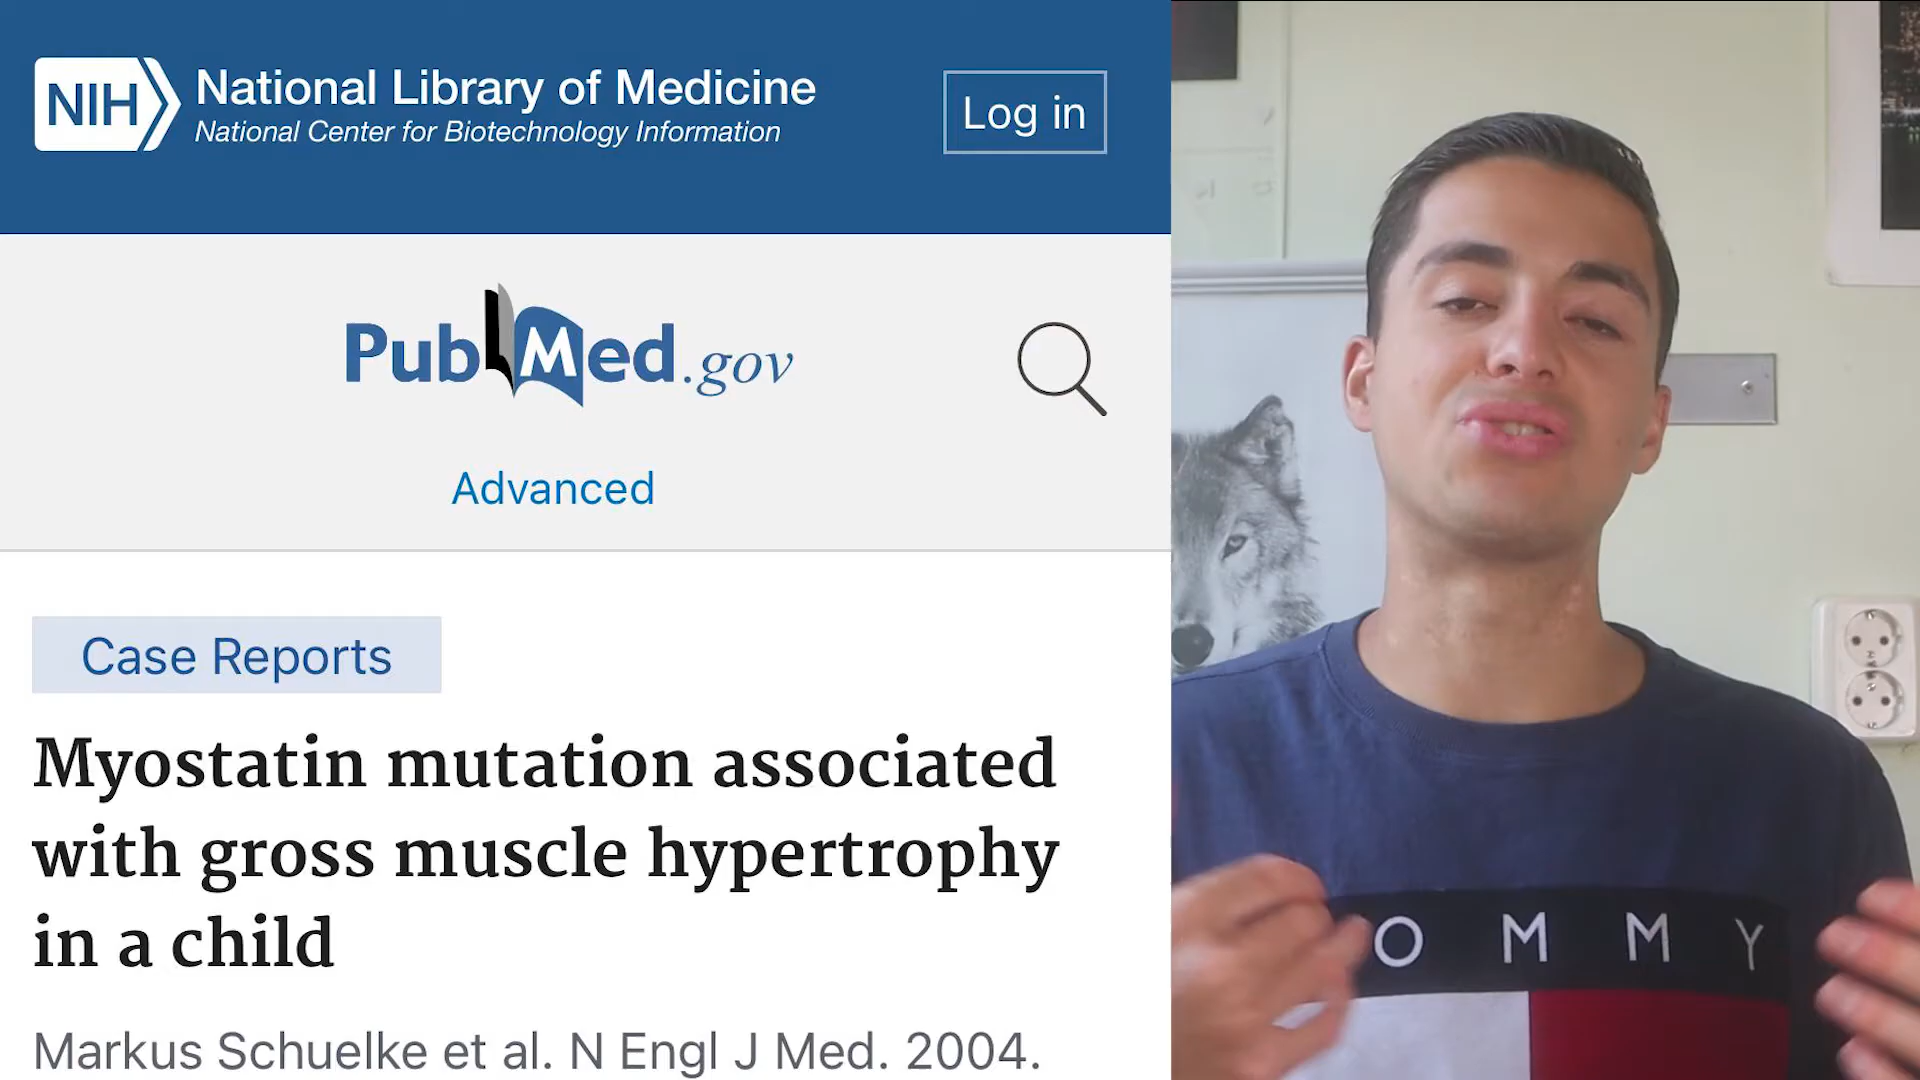 NIH
National Library of Medicine
National Center for Biotechnology Information
Log in
PubMed.gov
Advanced
Case Reports
Myostatin mutation associated
with gross muscle hypertrophy
in a child
Markus Schuelke et al. N Engl J Med. 2004.
OMMY